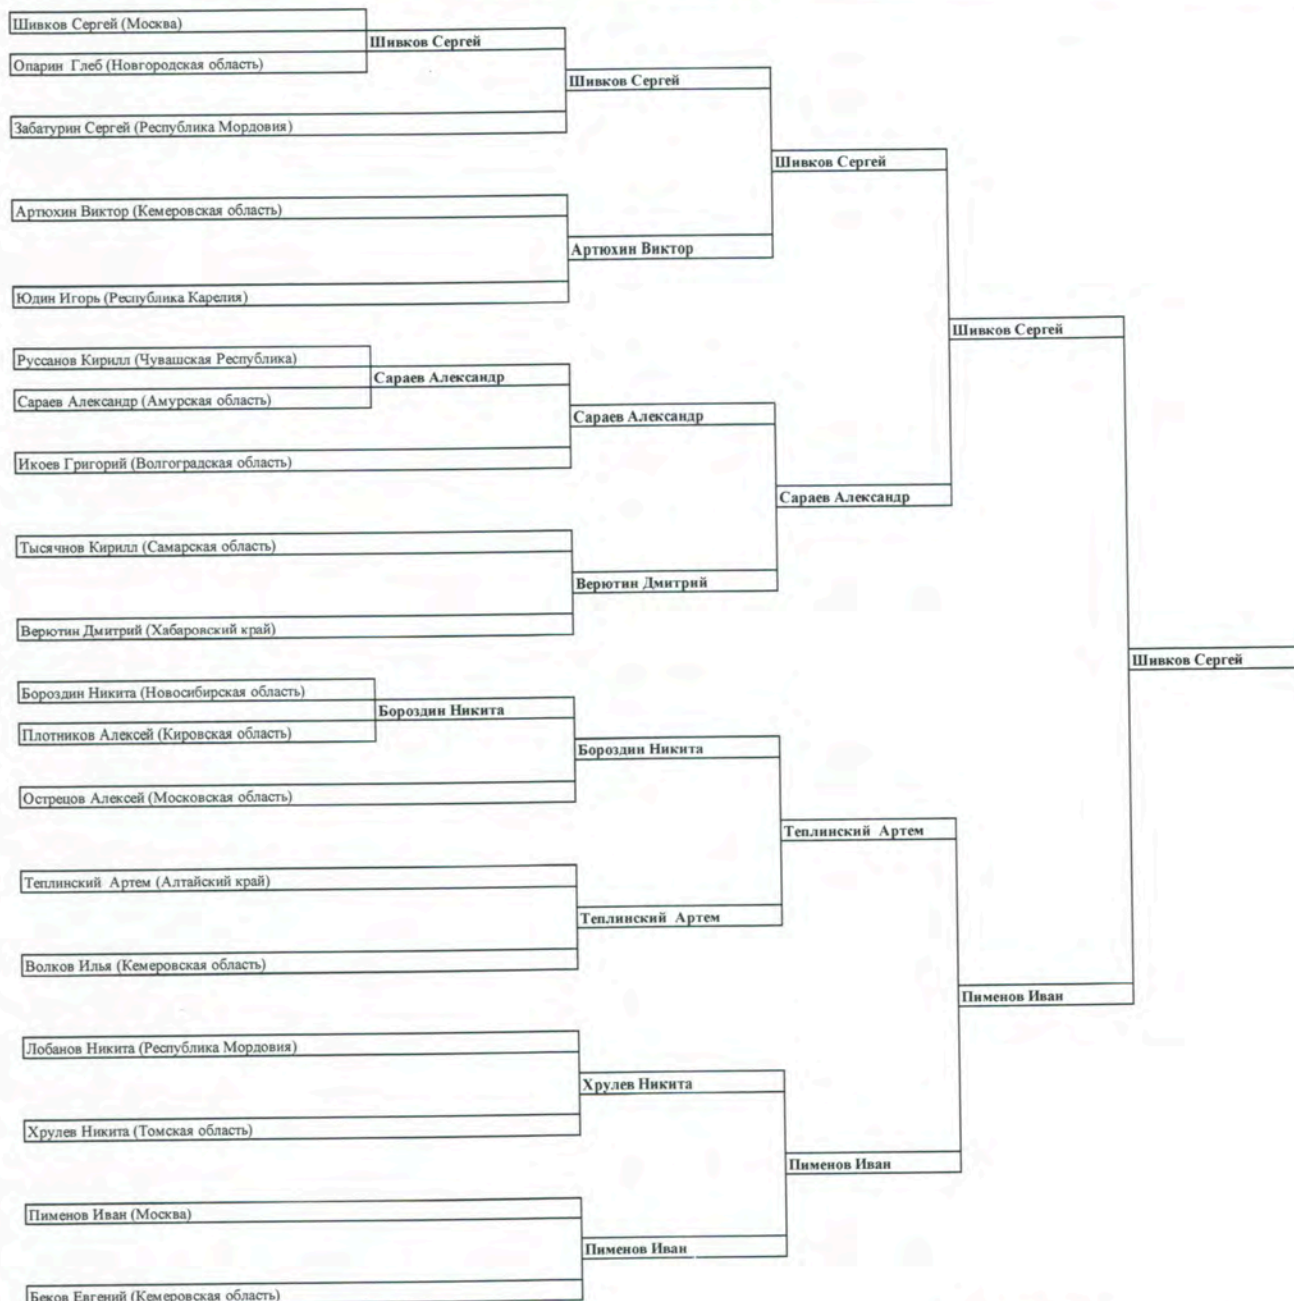 Шивков Сергей (Москва)
Шивков Сергей
Опарин Глеб (Новгородская область)
Шивков Сергей
Забатурин Сергей (Республика Мордовия)
Шивков Сергей
Артюхин Виктор (Кемеровская область)
Артюхин Виктор
Юдин Игорь (Республика Карелия)
Шивков Сергей
Руссанов Кирилл (Чувашская Республика)
Сараев Александр
Сараев Александр (Амурская область)
Сараев Александр
Икоев Григорий (Волгоградская область)
Сараев Александр
Тысячнов Кирилл (Самарская область)
Верютин Дмитрий
Верютин Дмитрий (Хабаровский край)
Шивков Сергей
Бороздин Никита (Новосибирская область)
Бороздин Никита
Плотников Алексей (Кировская область)
Бороздин Никита
Острецов Алексей (Московская область)
Теплинский Артем
Теплинский Артем (Алтайский край)
Теплинский Артем
Волков Илья (Кемеровская область)
Пименов Иван
Лобанов Никита (Республика Мордовия)
Хрулев Никита
Хрулев Никита (Томская область)
Пименов Иван
Пименов Иван (Москва)
Пименов Иван
Беков Евгений (Кемеровская область)